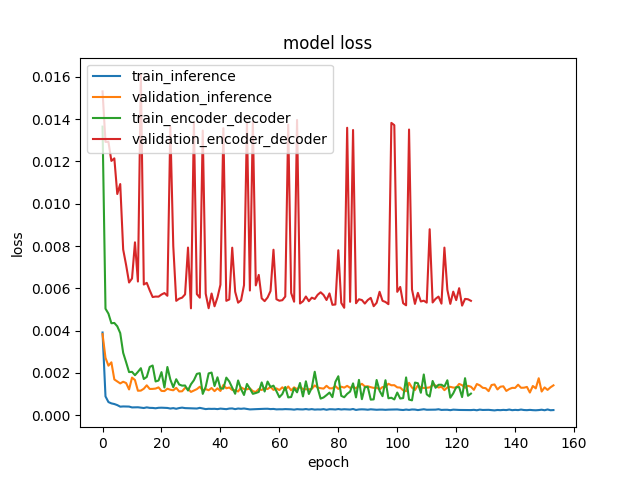 model loss
train_inference
validation_inference
train_encoder_decoder
validation_encoder_decoder
0.016
0.014
0.012
0.010
0.008
0.006
0.004
0.002
0.000
loss
0 20 40 60 80 100 120 140 160
epoch